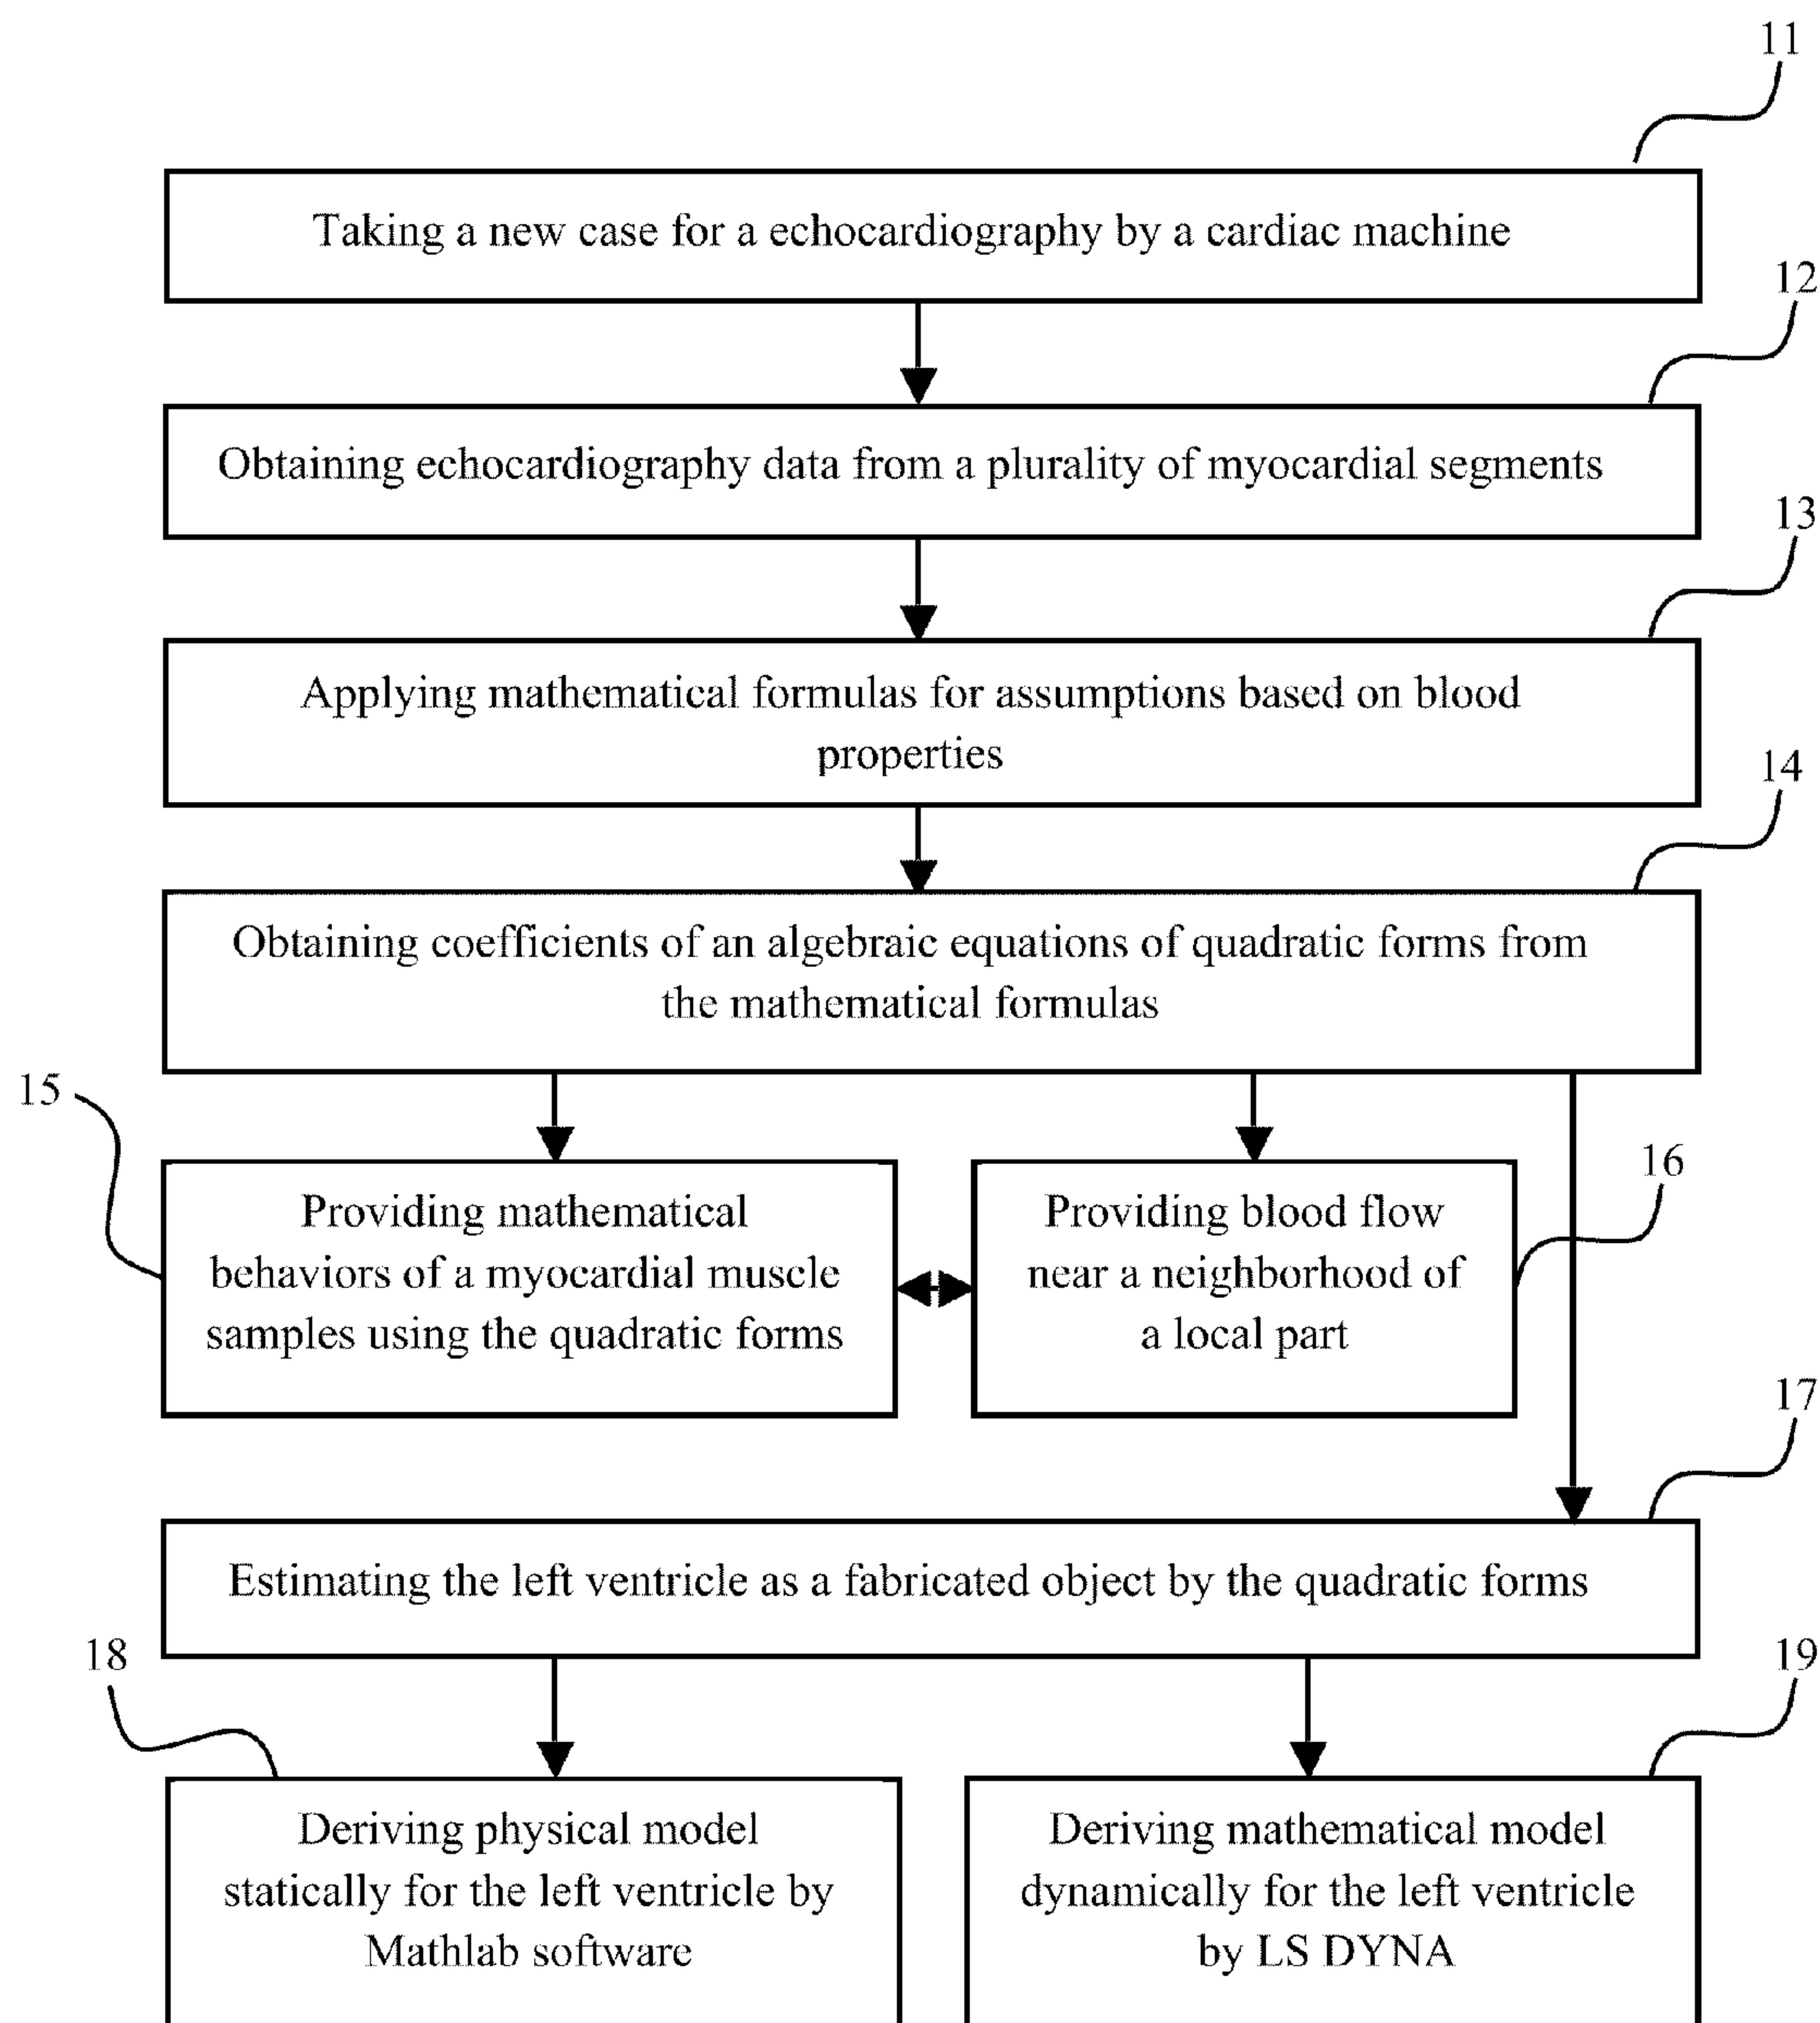 11
Taking a new case for a echocardiography by a cardiac machine
12
Obtaining echocardiography data from a plurality of myocardial segments
13
Applying mathematical formulas for assumptions based on blood
properties
14
Obtaining coefficients of an algebraic equations of quadratic forms from
the mathematical formulas
15
Providing mathematical
behaviors of a myocardial muscle
samples using the quadratic forms
16
Providing blood flow
near a neighborhood of
a local part
17
Estimating the left ventricle as a fabricated object by the quadratic forms
18
Deriving physical model
statically for the left ventricle by
Mathlab software
19
Deriving mathematical model
dynamically for the left ventricle
by LS DYNA